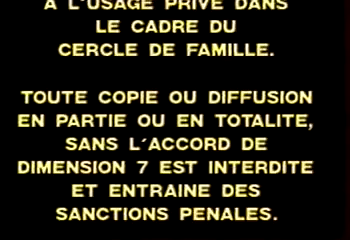 A L'USAGE PRIVE DANS
LE CADRE DU
CERCLE DE FAMILLE.
TOUTE COPIE OU DIFFUSION
EN PARTIE OU EN TOTALITE,
SANS L'ACCORD DE
DIMENSION 7 EST INTERDITE
ET ENTRAINE DES
SANCTIONS PENALES.